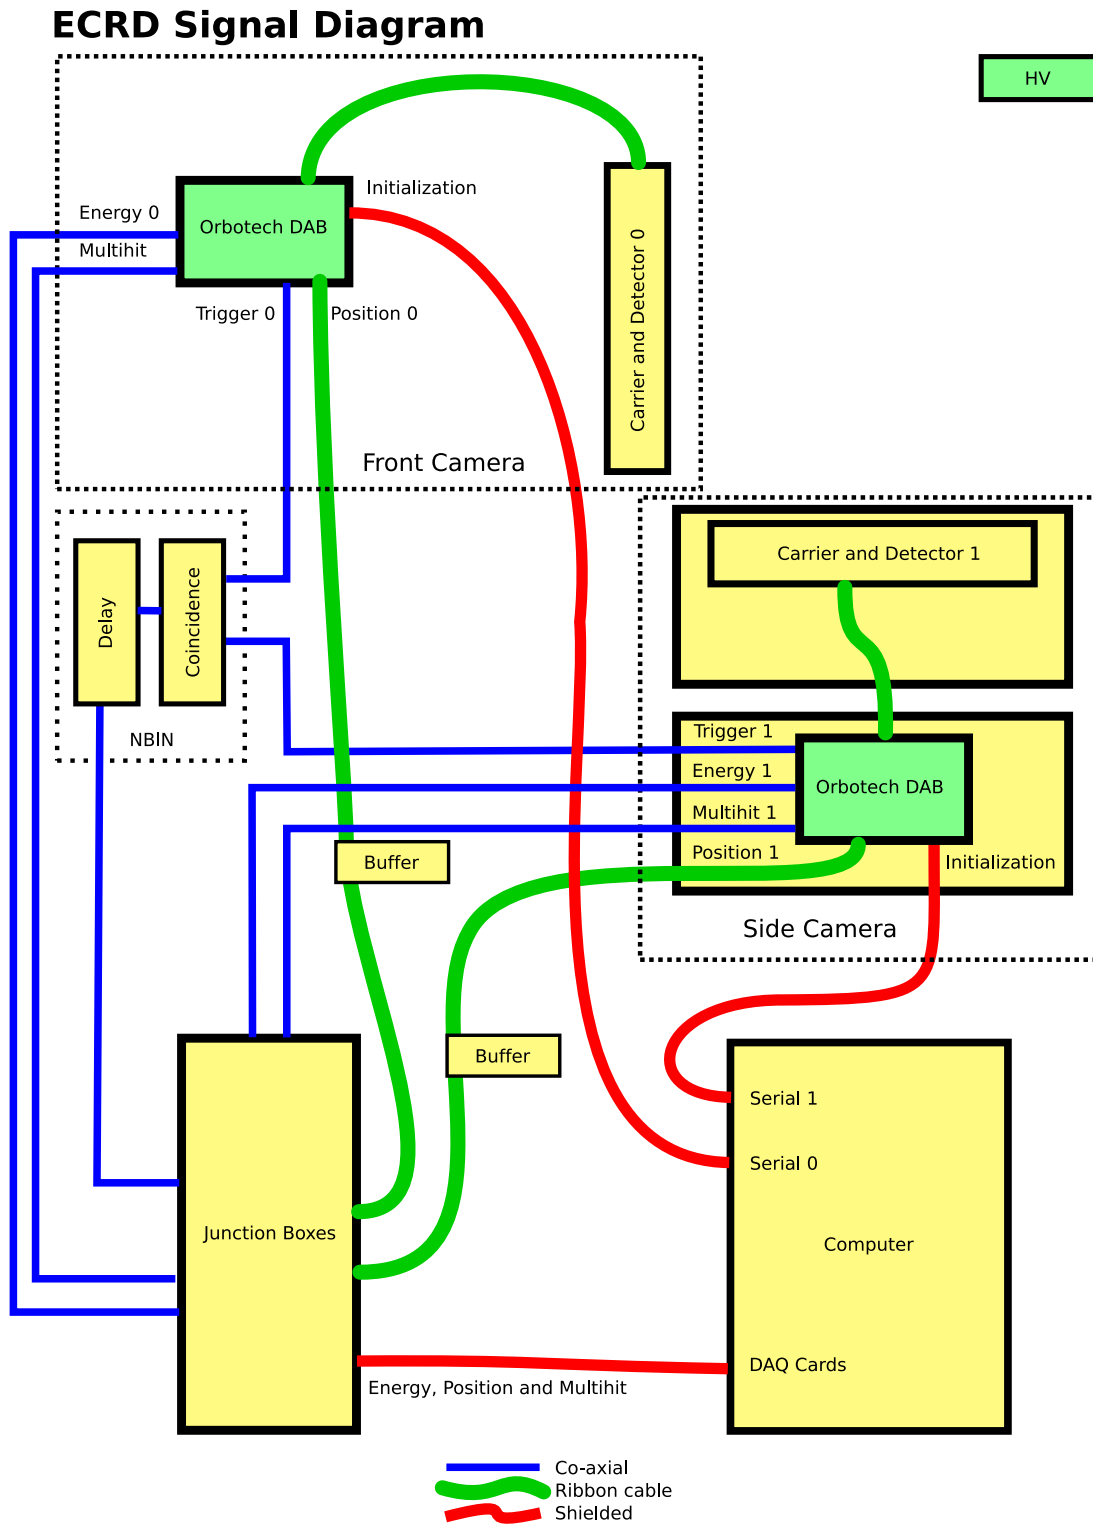 ECRD Signal Diagram
HV
Initialization
Energy 0
Orbotech DAB
Multihit
Trigger 0
Position 0
Carrier and Detector 0
Front Camera
Carrier and Detector 1
Delay
Coincidence
NBIN
Trigger 1
Energy 1
Orbotech DAB
Multihit 1
Position 1
Buffer
Initialization
Side Camera
Buffer
Serial 1
Serial 0
Junction Boxes
Computer
DAQ Cards
Energy, Position and Multihit
Co-axial
Ribbon cable
Shielded